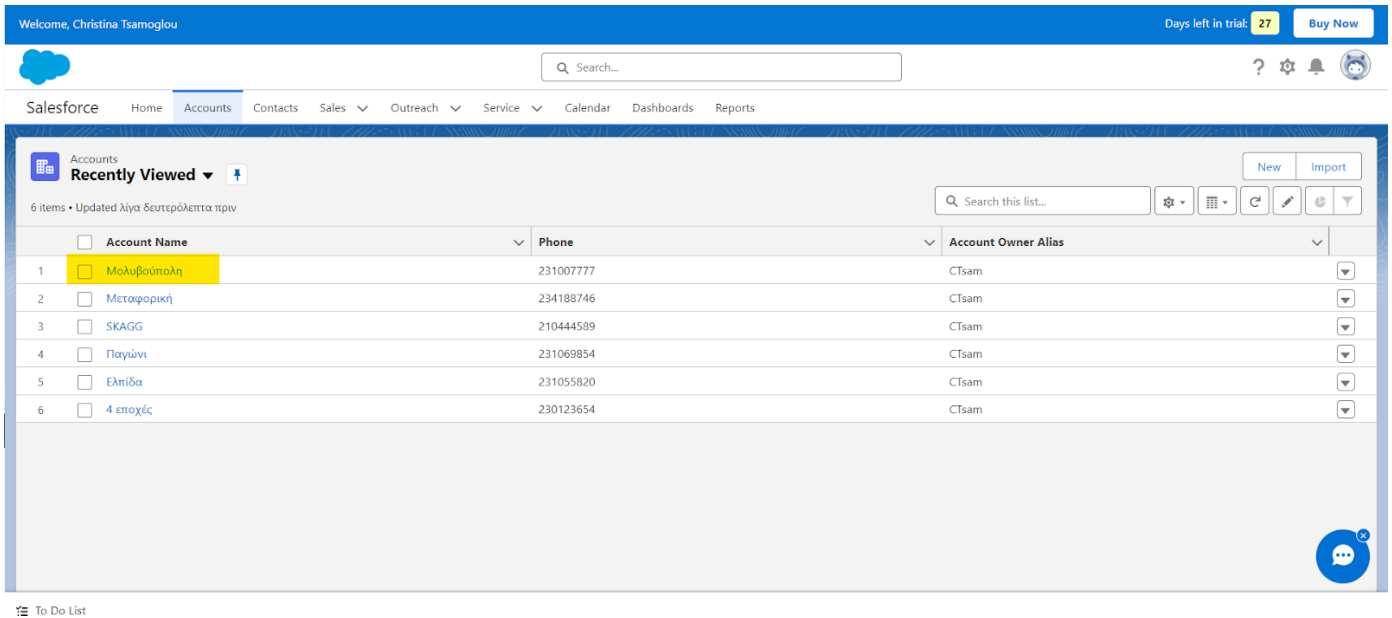 Welcome, Christina Tsamoglou Days left in trial: 27 Buy Now
Search...
Salesforce Home Accounts Contacts Sales Outreach Service Calendar Dashboards Reports
Accounts
Recently Viewed
New Import
6 items • Updated λίγα δευτερόλεπτα πριν
Search this list...
Account Name Phone Account Owner Alias
1 Μολυβούπολη 231007777 CTsam
2 Μεταφορική 234188746 CTsam
3 SKAGG 210444589 CTsam
4 Παγώνι 231069854 CTsam
5 Ελπίδα 231055820 CTsam
6 4 εποχές 230123654 CTsam
To Do List